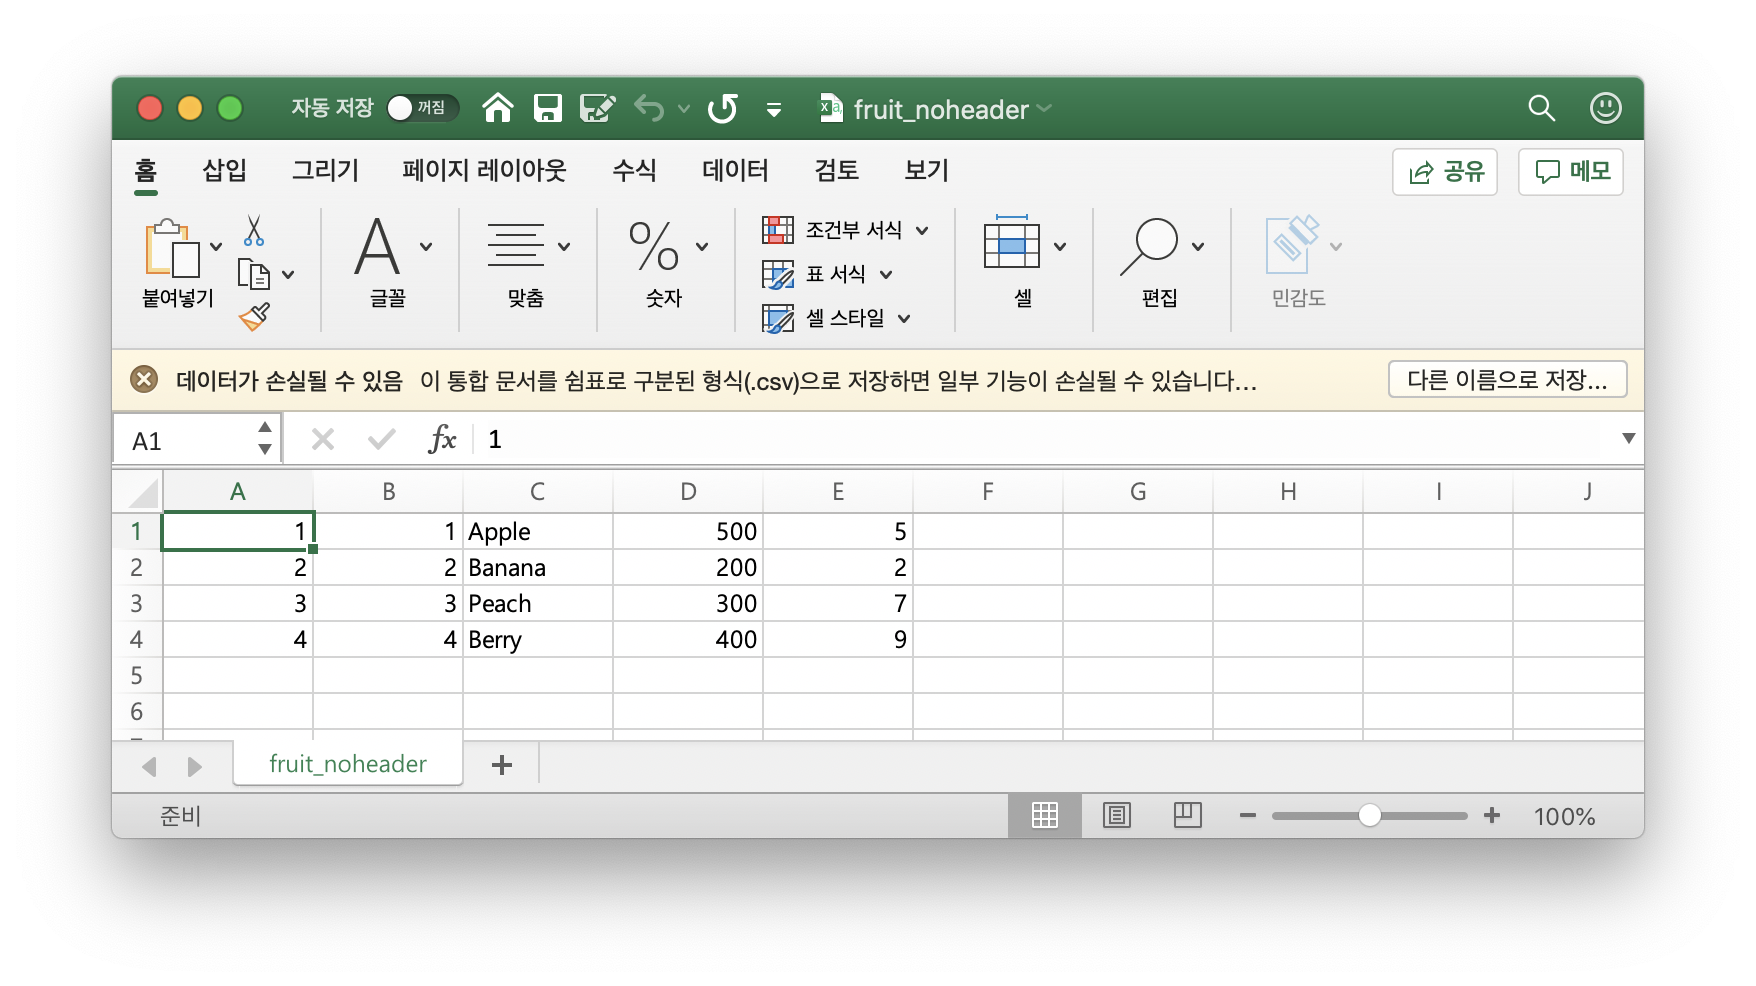 자동 저장 꺼짐 fruit_noheader
홈 삽입 그리기 페이지 레이아웃 수식 데이터 검토 보기 공유 메모
붙여넣기 글꼴 맞춤 숫자 조건부 서식 표 서식 셀 스타일 셀 편집 민감도
데이터가 손실될 수 있음 이 통합 문서를 쉼표로 구분된 형식(.csv)으로 저장하면 일부 기능이 손실될 수 있습니다... 다른 이름으로 저장...
A1 fx 1
A B C D E F G H I J
1 1 1 Apple 500 5
2 2 2 Banana 200 2
3 3 3 Peach 300 7
4 4 4 Berry 400 9
5
6
fruit_noheader +
준비 100%